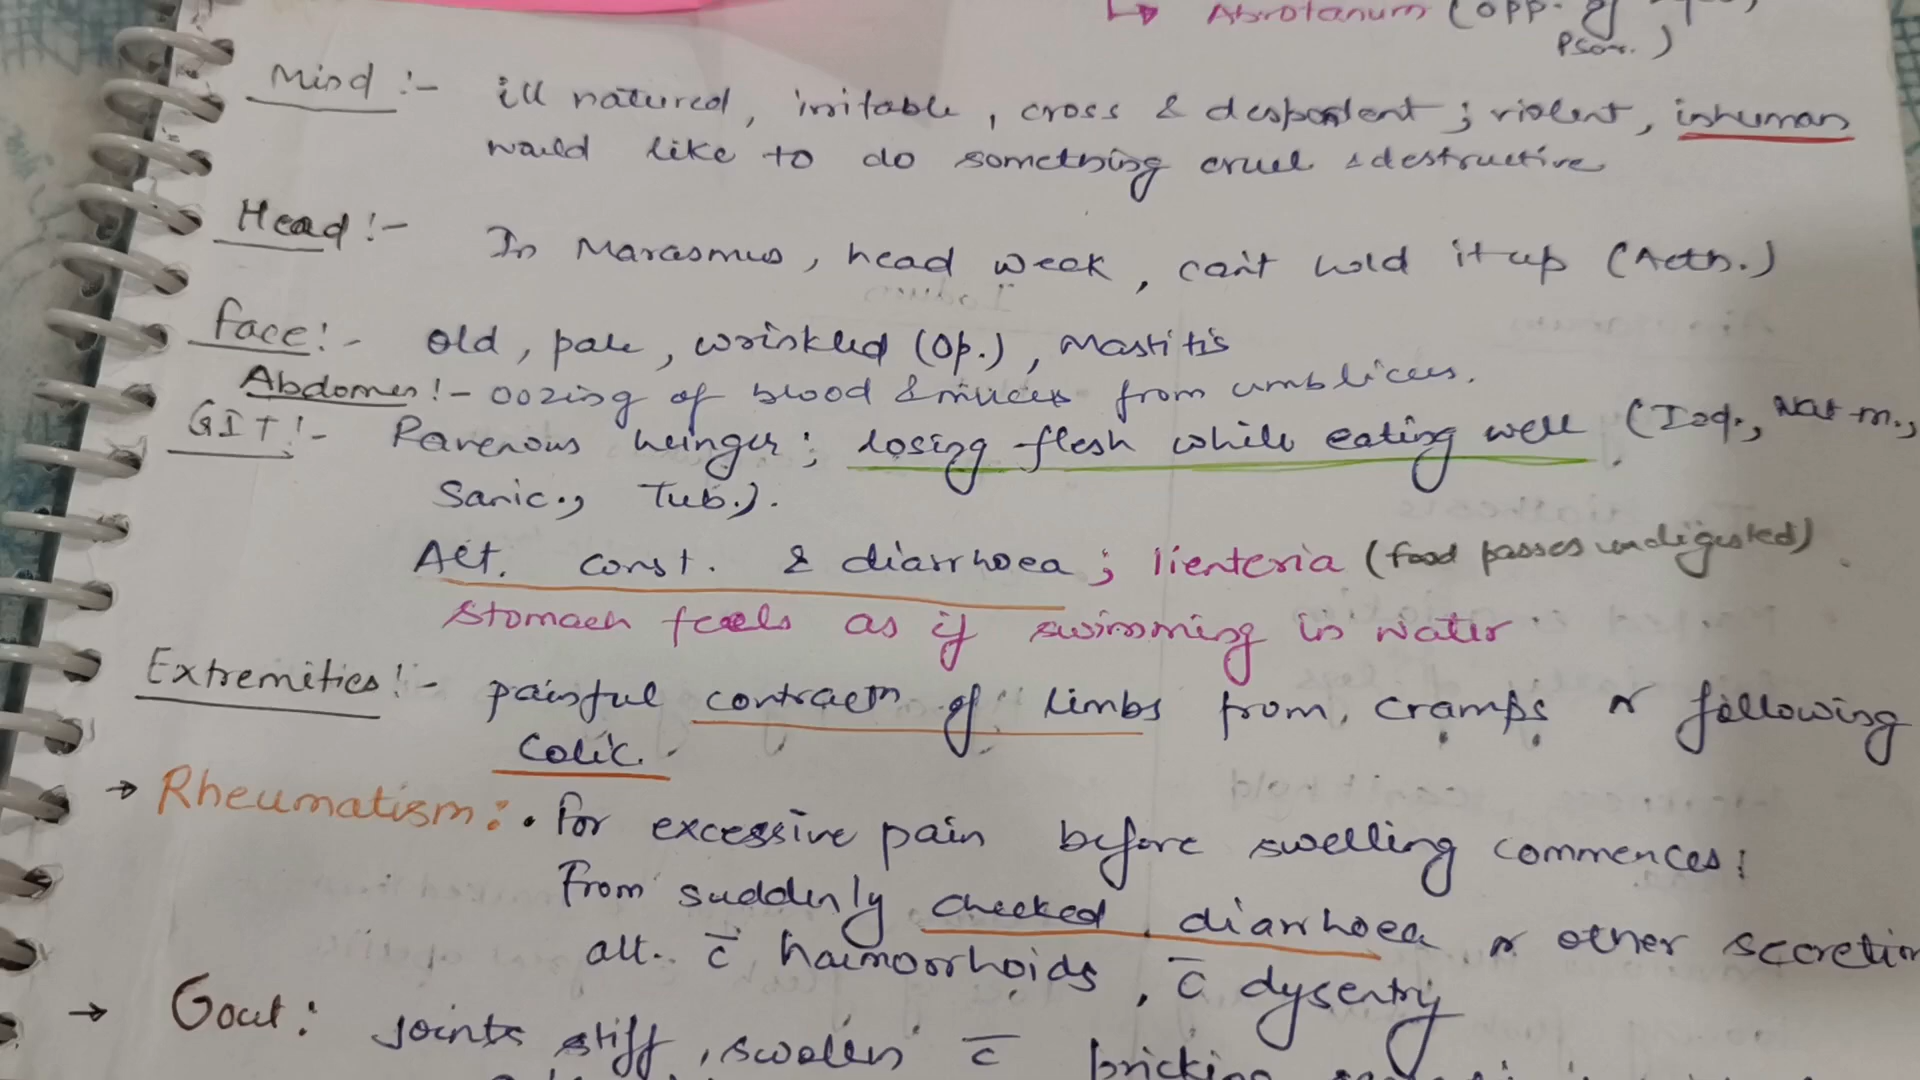 ↳ Abrotanum (opp. of
Psor.)
Mind :- ill natured, irritable, cross & despondent ; violent, inhuman
would like to do something cruel & destructive
Head :- In Marasmus, head weak, can't hold it up (Aeth.)
Face :- Old, pale, wrinkled (Op.), Mastitis
Abdomen :- oozing of blood & mucus from umblicus.
GIT :- Ravenous hunger ; losing flesh while eating well (Iod., Nat-m.,
Sanic., Tub.).
Alt. const. & diarrhoea ; lienteria (food passes undigested)
Stomach feels as if swimming in water
Extremities :- painful contractn of limbs from cramps or following
Colic.
→ Rheumatism : • for excessive pain before swelling commences ;
From suddenly checked diarrhoea or other secretion
alt. c̄ haemorrhoids, c̄ dysentry
→ Gout : Joints stiff, swollen c̄ pricking